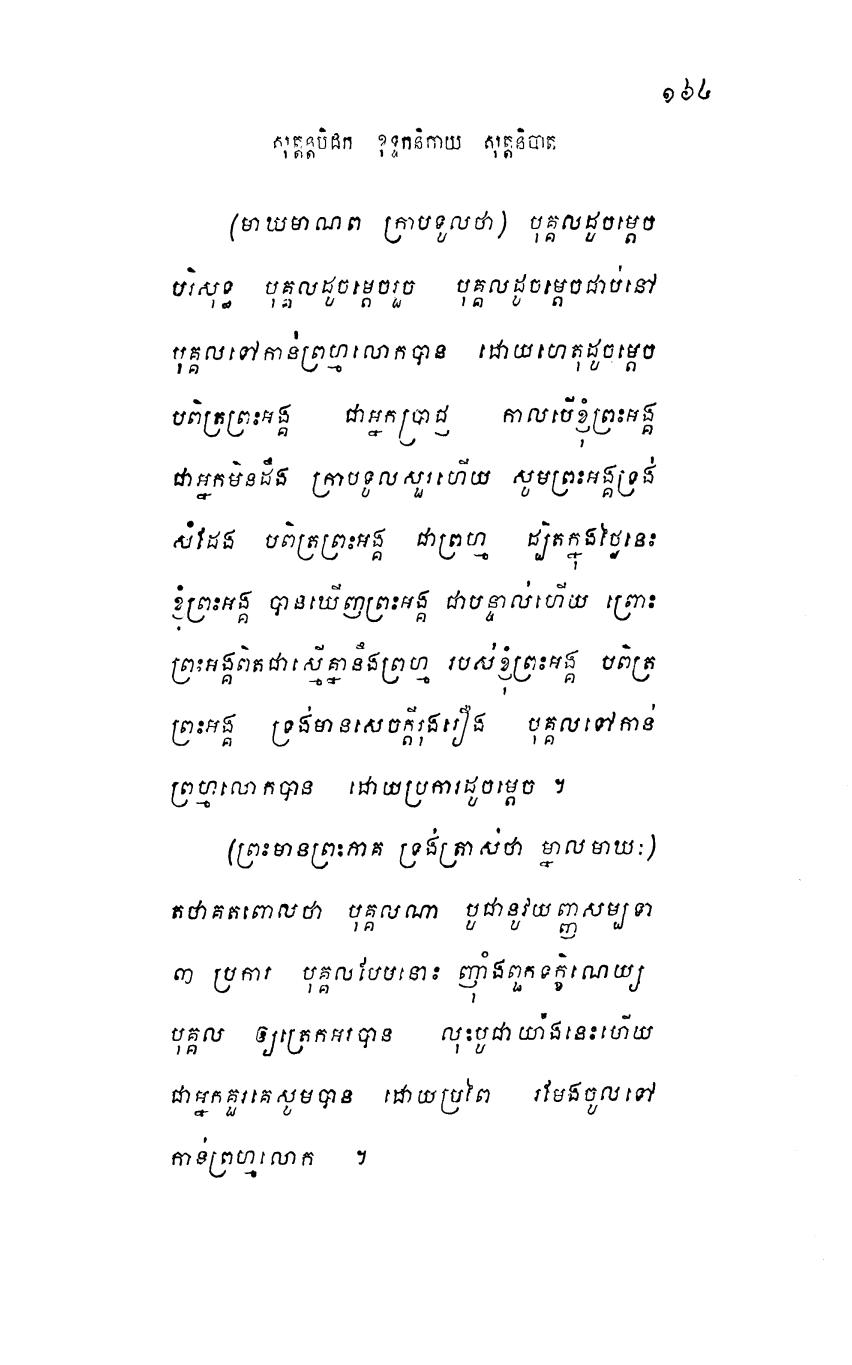 ១៦៤
សុត្តន្តបិដក ខុទ្ទកនិកាយ សុត្តនិបាត
(មាឃមាណព ក្រាបទូលថា) បុគ្គលដូចម្តេច
បរិសុទ្ធ បុគ្គលដូចម្តេចរួច បុគ្គលដូចម្តេចជាប់នៅ
បុគ្គលទៅកាន់ព្រហ្មលោកបាន ដោយហេតុដូចម្តេច
បពិត្រព្រះអង្គ ជាអ្នកប្រាជ្ញ កាលបើខ្ញុំព្រះអង្គ
ជាអ្នកមិនដឹង ក្រាបទូលសួរហើយ សូមព្រះអង្គទ្រង់
សំដែង បពិត្រព្រះអង្គ ជាព្រហ្ម ដ្បិតក្នុងថ្ងៃនេះ
ខ្ញុំព្រះអង្គ បានឃើញព្រះអង្គ ជាបន្ទាល់ហើយ ព្រោះ
ព្រះអង្គពិតជាស្មើគ្នានឹងព្រហ្ម របស់ខ្ញុំព្រះអង្គ បពិត្រ
ព្រះអង្គ ទ្រង់មានសេចក្តីរុងរឿង បុគ្គលទៅកាន់
ព្រហ្មលោកបាន ដោយប្រការដូចម្តេច ។
(ព្រះមានព្រះភាគ ទ្រង់ត្រាស់ថា ម្នាលមាឃៈ)
តថាគតពោលថា បុគ្គលណា បូជានូវយញ្ញសម្បទា
៣ ប្រការ បុគ្គលបែបនោះ ញ៉ាំងពួកទក្ខិណេយ្យ
បុគ្គល ឲ្យត្រេកអរបាន លុះបូជាយ៉ាងនេះហើយ
ជាអ្នកគួរគេសូមបាន ដោយប្រពៃ រមែងចូលទៅ
កាន់ព្រហ្មលោក ។